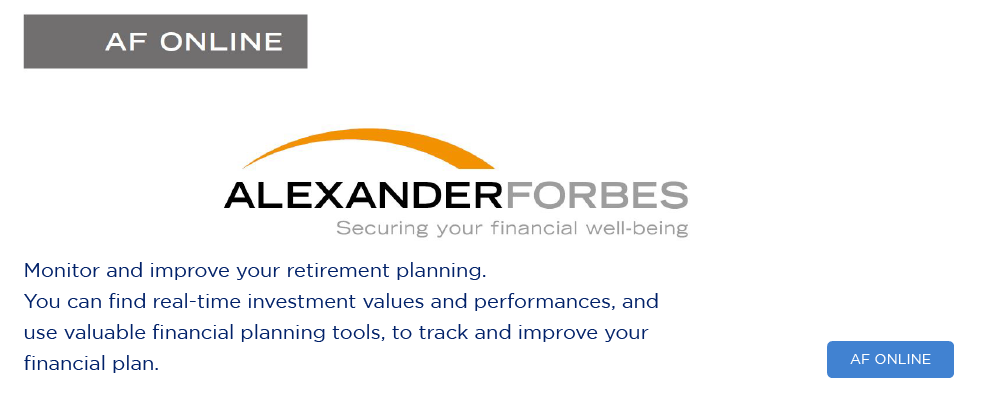 AF ONLINE
ALEXANDERFORBES
Securing your financial well-being
Monitor and improve your retirement planning.
You can find real-time investment values and performances, and
use valuable financial planning tools, to track and improve your
financial plan.
AF ONLINE